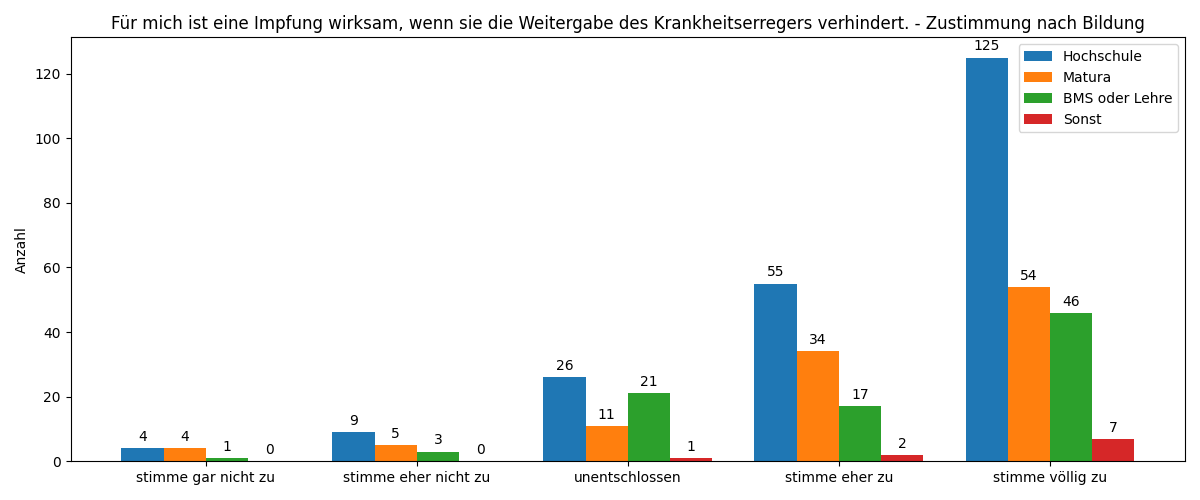 Für mich ist eine Impfung wirksam, wenn sie die Weitergabe des Krankheitserregers verhindert. - Zustimmung nach Bildung
Anzahl
120
100
80
60
40
20
0
Hochschule
Matura
BMS oder Lehre
Sonst
4 4 1 0
9 5 3 0
26 11 21 1
55 34 17 2
125 54 46 7
stimme gar nicht zu stimme eher nicht zu unentschlossen stimme eher zu stimme völlig zu